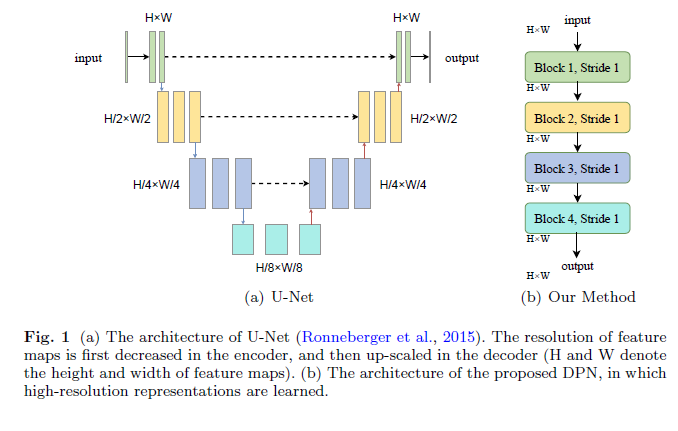 H×W
H×W
input
output
H/2×W/2
H/2×W/2
H/4×W/4
H/4×W/4
H/8×W/8
(a) U-Net
input
H×W
Block 1, Stride 1
H×W
Block 2, Stride 1
H×W
Block 3, Stride 1
H×W
Block 4, Stride 1
H×W
output
H×W
(b) Our Method
Fig. 1 (a) The architecture of U-Net (Ronneberger et al., 2015). The resolution of feature
maps is first decreased in the encoder, and then up-scaled in the decoder (H and W denote
the height and width of feature maps). (b) The architecture of the proposed DPN, in which
high-resolution representations are learned.